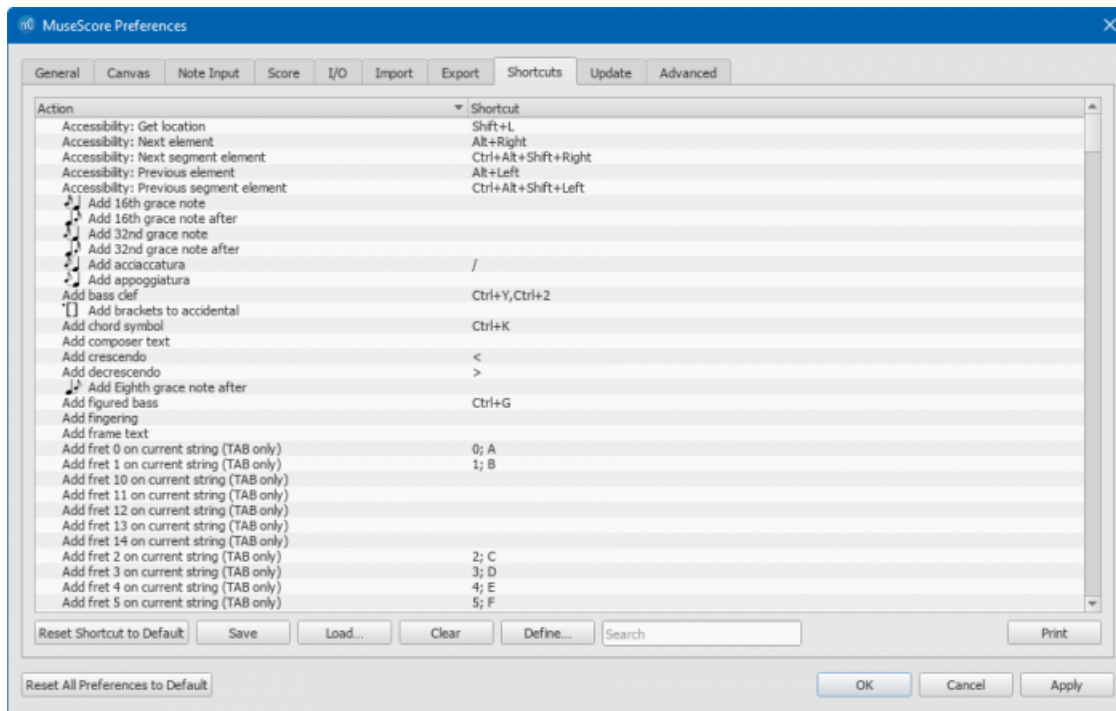 MuseScore Preferences
General Canvas Note Input Score I/O Import Export Shortcuts Update Advanced
Action Shortcut
Accessibility: Get location Shift+L
Accessibility: Next element Alt+Right
Accessibility: Next segment element Ctrl+Alt+Shift+Right
Accessibility: Previous element Alt+Left
Accessibility: Previous segment element Ctrl+Alt+Shift+Left
Add 16th grace note
Add 16th grace note after
Add 32nd grace note
Add 32nd grace note after
Add acciaccatura /
Add appoggiatura
Add bass clef Ctrl+Y,Ctrl+2
Add brackets to accidental
Add chord symbol Ctrl+K
Add composer text
Add crescendo <
Add decrescendo >
Add Eighth grace note after
Add figured bass Ctrl+G
Add fingering
Add frame text
Add fret 0 on current string (TAB only) 0; A
Add fret 1 on current string (TAB only) 1; B
Add fret 10 on current string (TAB only)
Add fret 11 on current string (TAB only)
Add fret 12 on current string (TAB only)
Add fret 13 on current string (TAB only)
Add fret 14 on current string (TAB only)
Add fret 2 on current string (TAB only) 2; C
Add fret 3 on current string (TAB only) 3; D
Add fret 4 on current string (TAB only) 4; E
Add fret 5 on current string (TAB only) 5; F
Reset Shortcut to Default Save Load... Clear Define... Search Print
Reset All Preferences to Default OK Cancel Apply